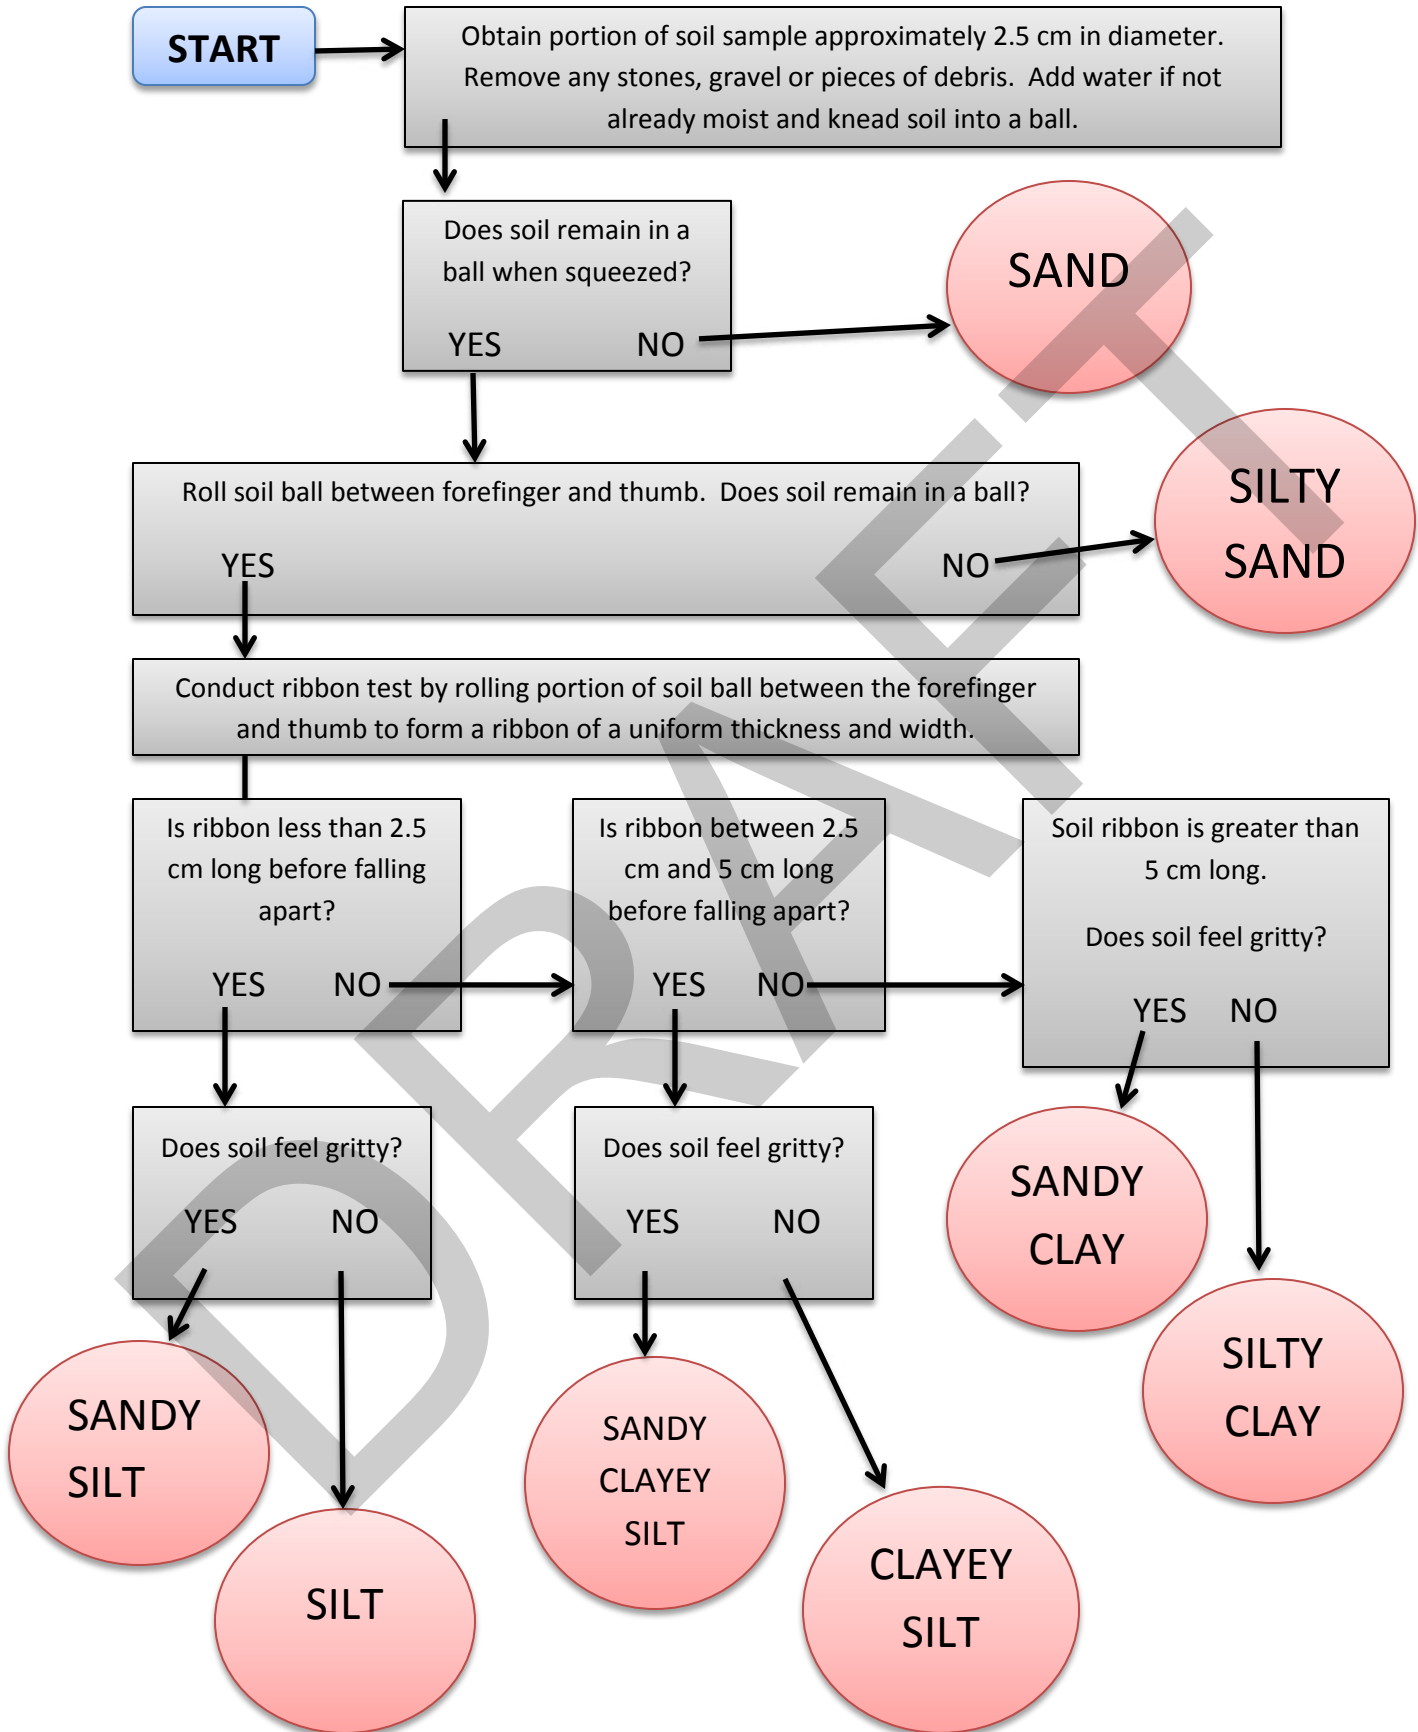 START
Obtain portion of soil sample approximately 2.5 cm in diameter.
Remove any stones, gravel or pieces of debris.  Add water if not
already moist and knead soil into a ball.
Does soil remain in a
ball when squeezed?
YES NO
SAND
Roll soil ball between forefinger and thumb.  Does soil remain in a ball?
YES NO
SILTY
SAND
Conduct ribbon test by rolling portion of soil ball between the forefinger
and thumb to form a ribbon of a uniform thickness and width.
Is ribbon less than 2.5
cm long before falling
apart?
YES NO
Is ribbon between 2.5
cm and 5 cm long
before falling apart?
YES NO
Soil ribbon is greater than
5 cm long.
Does soil feel gritty?
YES NO
Does soil feel gritty?
YES NO
Does soil feel gritty?
YES NO
SANDY
CLAY
SILTY
CLAY
SANDY
SILT
SILT
SANDY
CLAYEY
SILT
CLAYEY
SILT
DRAFT